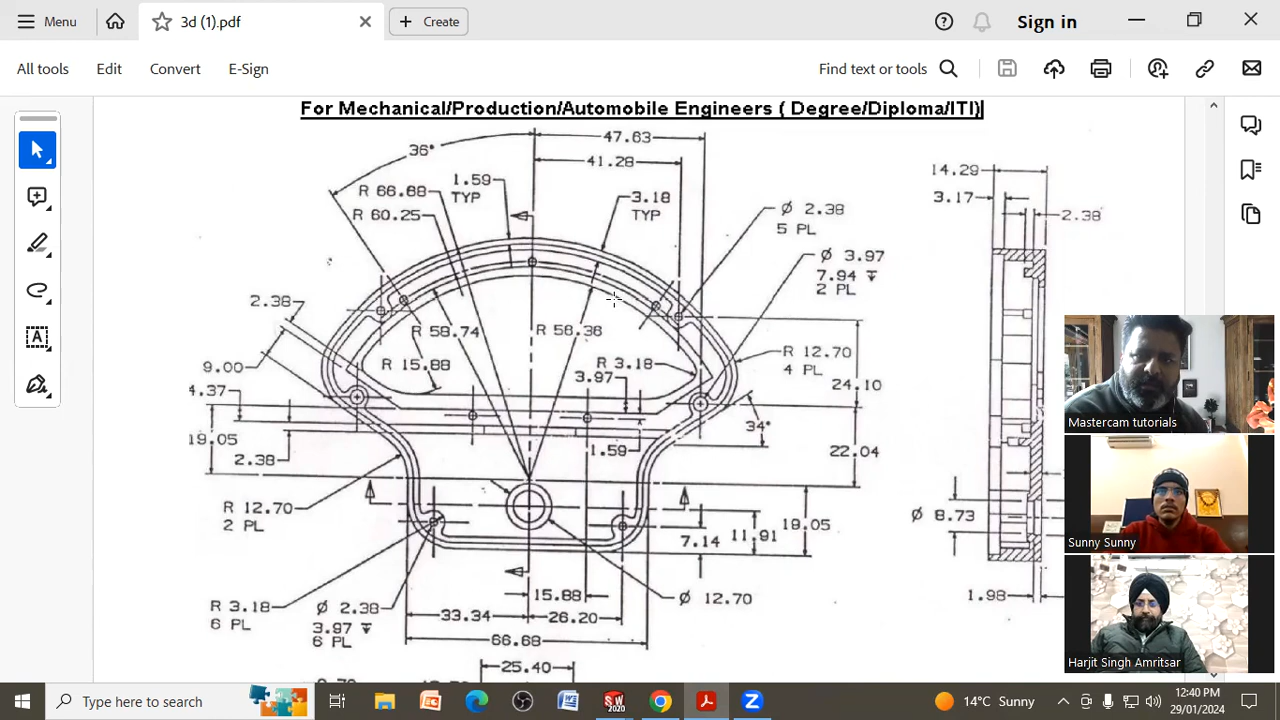 Menu
3d (1).pdf
Create
Sign in
All tools
Edit
Convert
E-Sign
Find text or tools
For Mechanical/Production/Automobile Engineers ( Degree/Diploma/ITI)
47.63
36°
41.28
14.29
R 66.68
1.59
TYP
3.18
TYP
3.17
R 60.25
Ø 2.38
5 PL
2.38
Ø 3.97
7.94 ↧
2 PL
2.38
R 59.74
R 56.36
R 15.88
R 3.18
R 12.70
4 PL
9.00
3.97
24.10
4.37
34°
19.05
22.04
2.38
1.59
R 12.70
2 PL
Ø 8.73
18.05
11.91
7.14
15.88
Ø 12.70
1.98
R 3.18
6 PL
Ø 2.38
3.97 ↧
6 PL
33.34
26.20
66.68
25.40
Mastercam tutorials
Sunny Sunny
Harjit Singh Amritsar
Type here to search
SW
2020
14°C Sunny
12:40 PM
29/01/2024